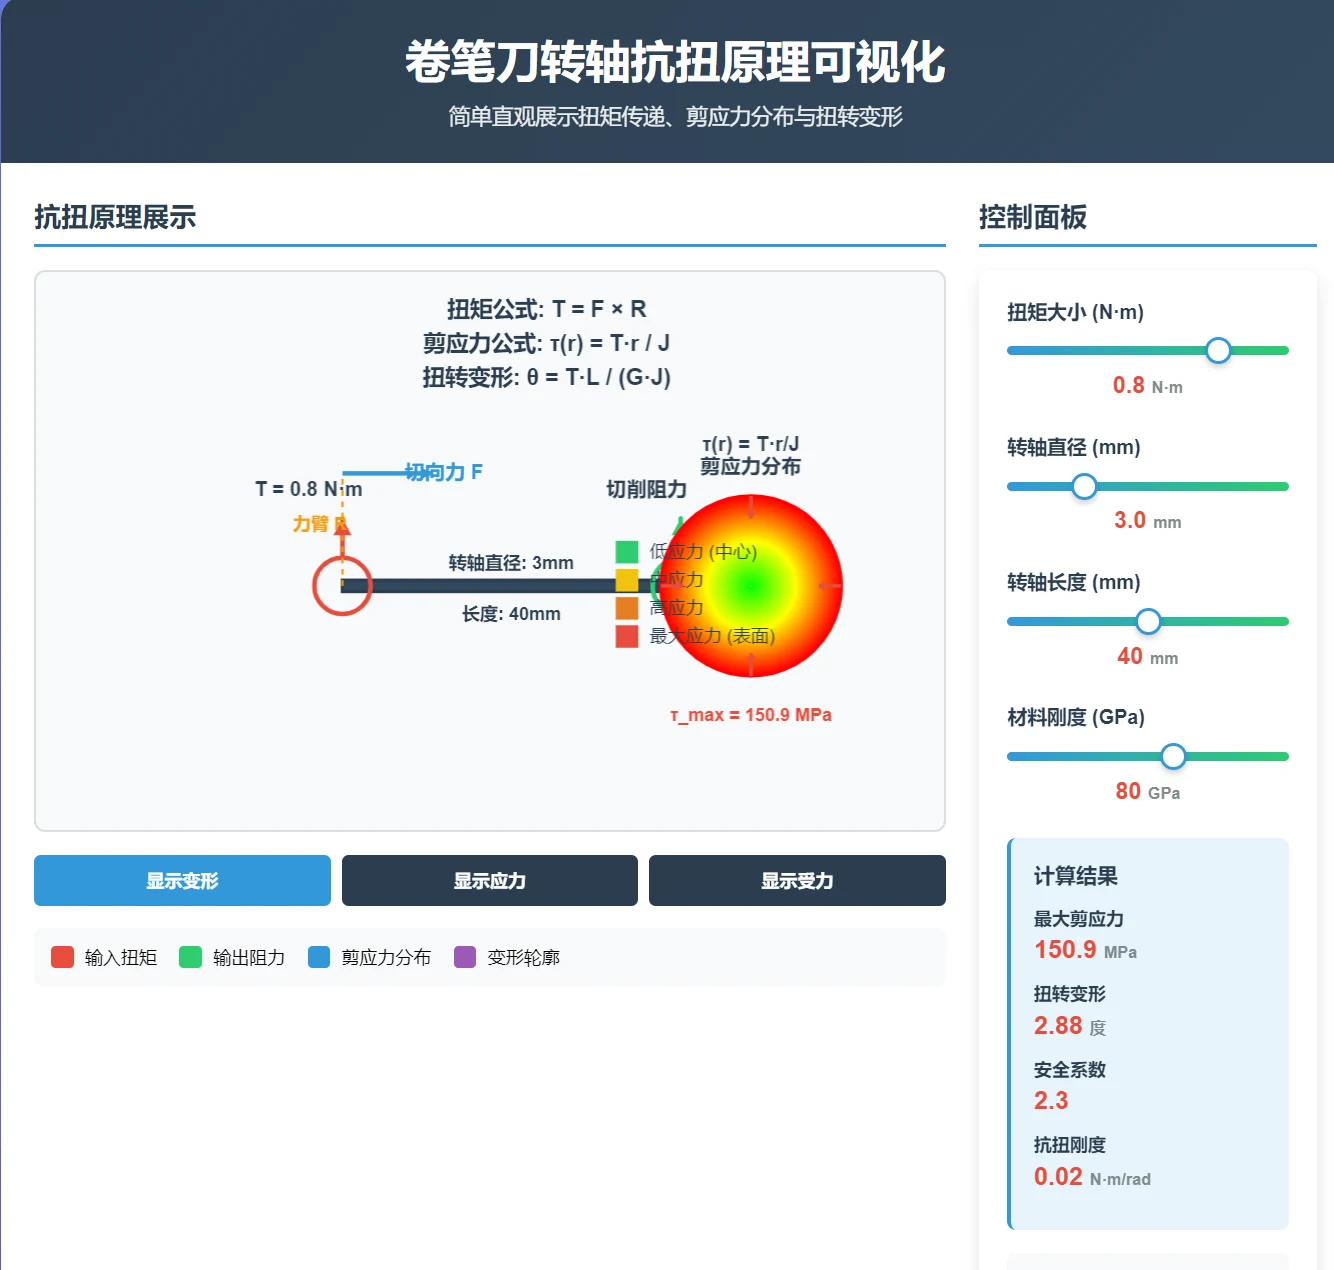 卷笔刀转轴抗扭原理可视化
简单直观展示扭矩传递、剪应力分布与扭转变形
抗扭原理展示
扭矩公式: T = F × R
剪应力公式: τ(r) = T·r / J
扭转变形: θ = T·L / (G·J)
τ(r) = T·r/J
剪应力分布
切向力 F
T = 0.8 N·m
切削阻力
力臂 R
转轴直径: 3mm
长度: 40mm
低应力 (中心)
中应力
高应力
最大应力 (表面)
τ_max = 150.9 MPa
显示变形
显示应力
显示受力
输入扭矩
输出阻力
剪应力分布
变形轮廓
控制面板
扭矩大小 (N·m)
0.8 N·m
转轴直径 (mm)
3.0 mm
转轴长度 (mm)
40 mm
材料刚度 (GPa)
80 GPa
计算结果
最大剪应力
150.9 MPa
扭转变形
2.88 度
安全系数
2.3
抗扭刚度
0.02 N·m/rad